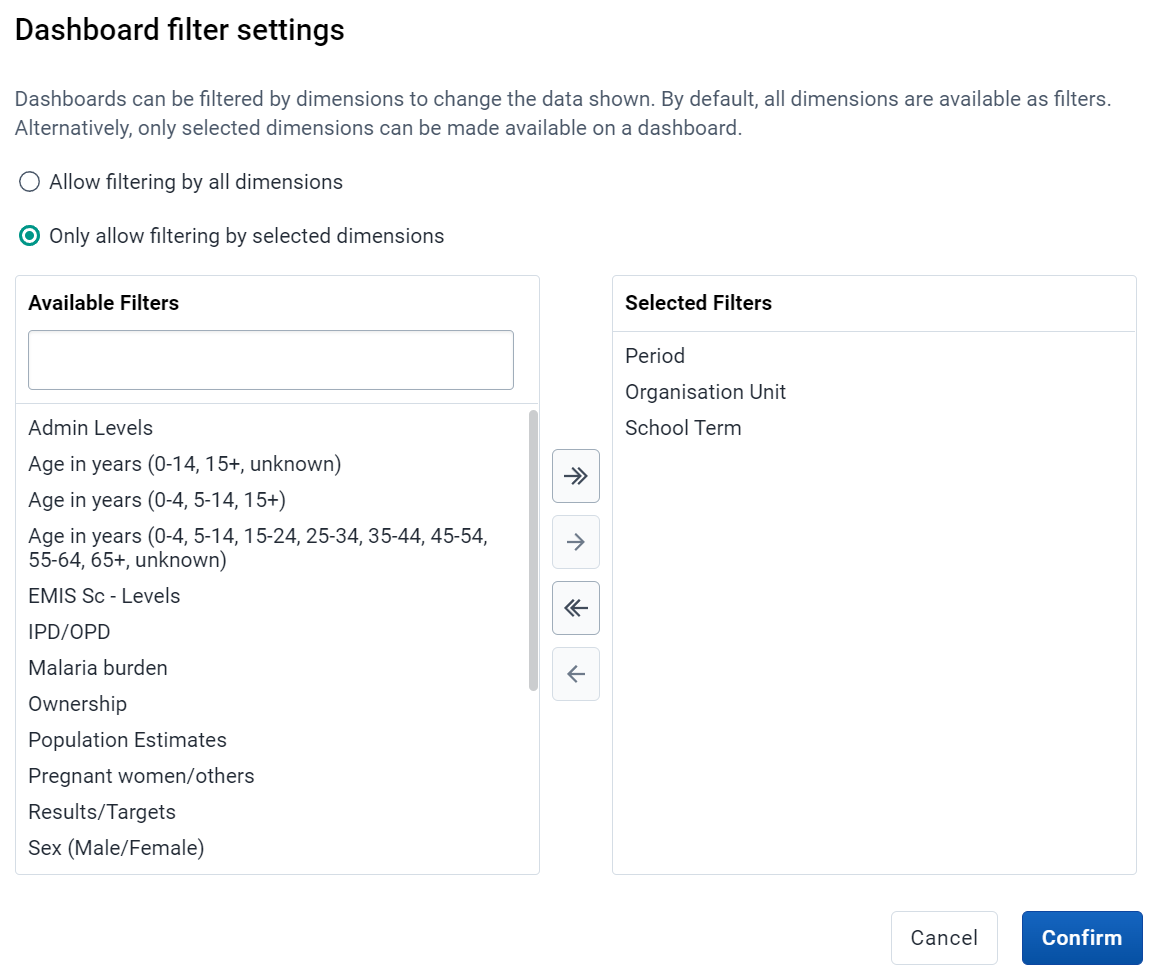 Dashboard filter settings
Dashboards can be filtered by dimensions to change the data shown. By default, all dimensions are available as filters.
Alternatively, only selected dimensions can be made available on a dashboard.
Allow filtering by all dimensions
Only allow filtering by selected dimensions
Available Filters
Admin Levels
Age in years (0-14, 15+, unknown)
Age in years (0-4, 5-14, 15+)
Age in years (0-4, 5-14, 15-24, 25-34, 35-44, 45-54,
55-64, 65+, unknown)
EMIS Sc - Levels
IPD/OPD
Malaria burden
Ownership
Population Estimates
Pregnant women/others
Results/Targets
Sex (Male/Female)
Selected Filters
Period
Organisation Unit
School Term
Cancel
Confirm